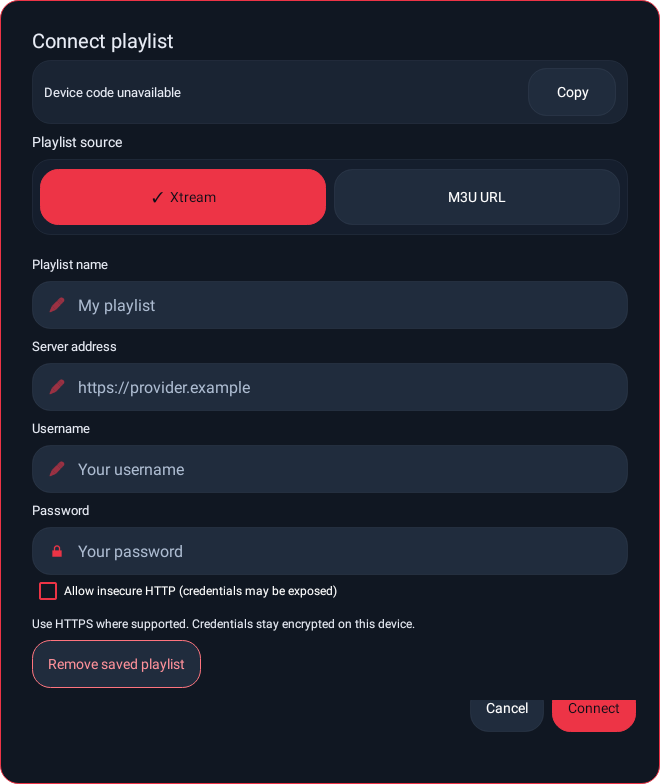 Connect playlist
Device code unavailable
Copy
Playlist source
✓ Xtream
M3U URL
Playlist name
My playlist
Server address
https://provider.example
Username
Your username
Password
Your password
Allow insecure HTTP (credentials may be exposed)
Use HTTPS where supported. Credentials stay encrypted on this device.
Remove saved playlist
Cancel
Connect